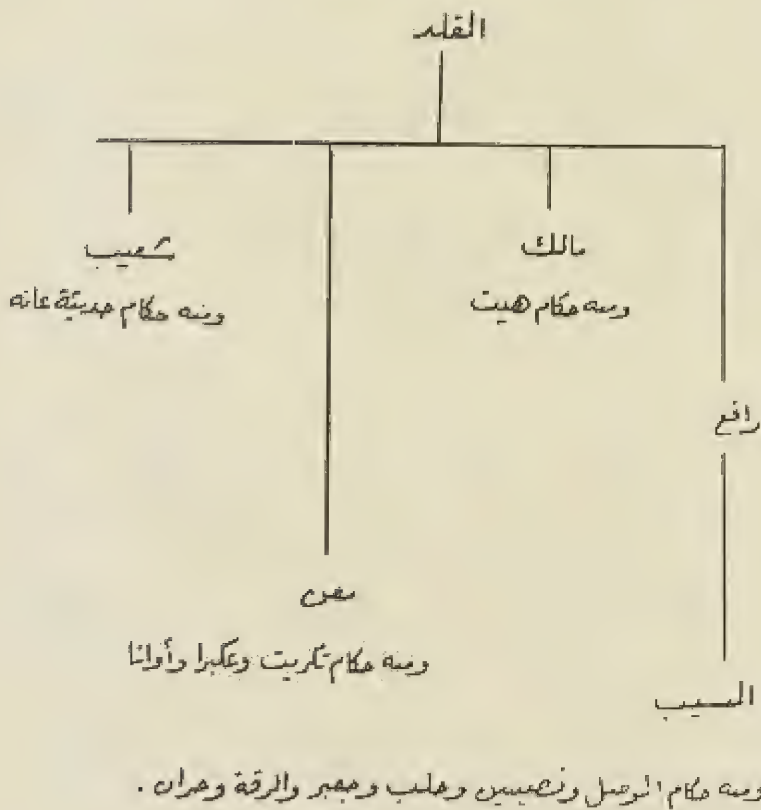 المقلد
مالك
ومنه حكام هيت
شعيب
ومنه حكام حديثة عانه
رافع
معن
ومنه حكام تكريت وعكبرا وأوانا
المسيب
ومنه حكام الموصل ونصيبين وحلب وجعبر والرقة وحران .